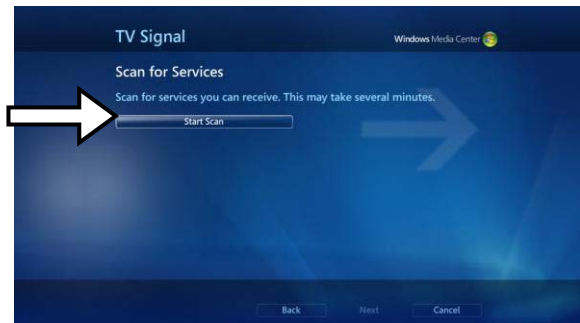 TV Signal
Windows Media Center
Scan for Services
Scan for services you can receive. This may take several minutes.
Start Scan
Back Next Cancel